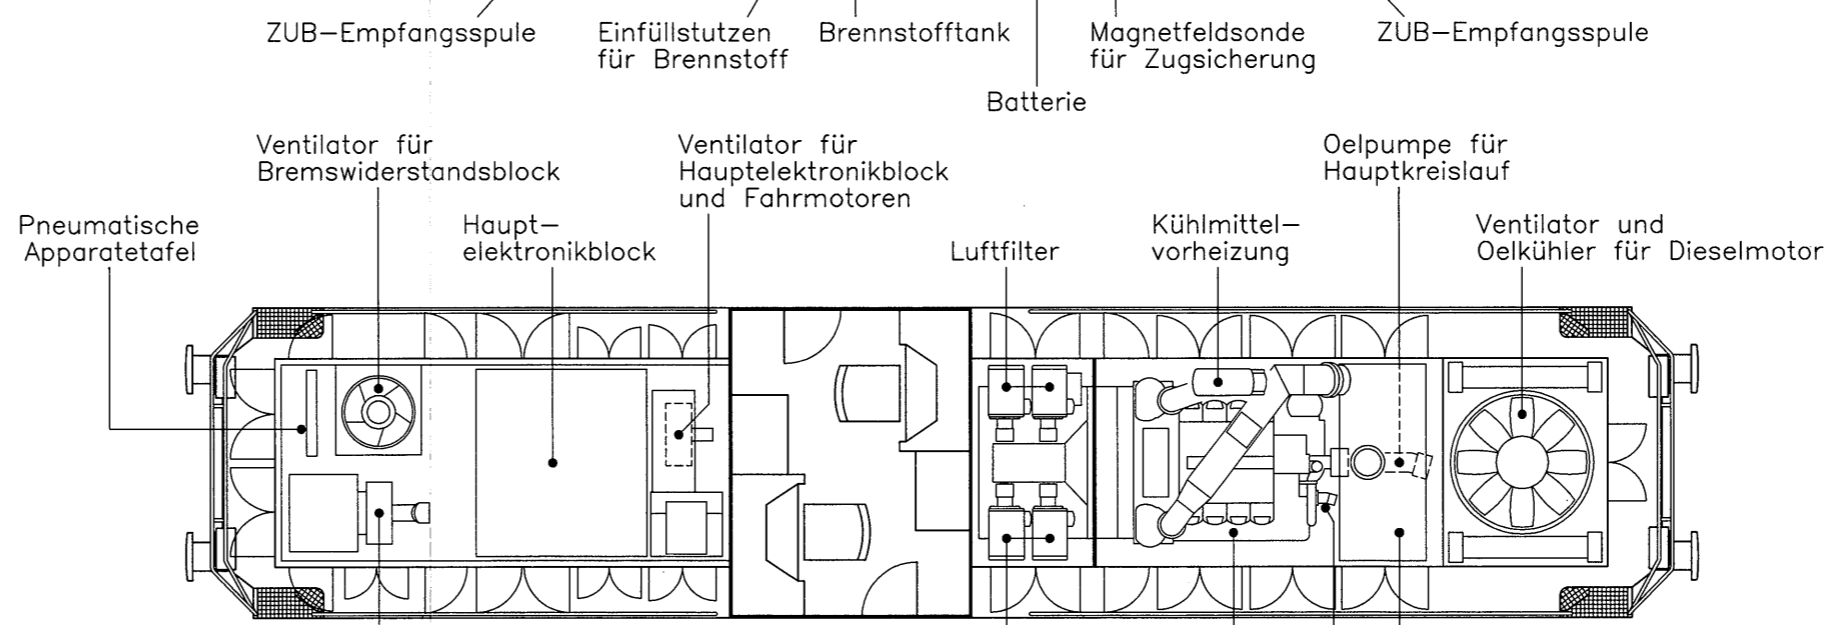 ZUB-Empfangsspule
Einfüllstutzen
für Brennstoff
Brennstofftank
Magnetfeldsonde
für Zugsicherung
ZUB-Empfangsspule
Batterie
Ventilator für
Bremswiderstandsblock
Ventilator für
Hauptelektronikblock
und Fahrmotoren
Oelpumpe für
Hauptkreislauf
Pneumatische
Apparatetafel
Haupt-
elektronikblock
Luftfilter
Kühlmittel-
vorheizung
Ventilator und
Oelkühler für Dieselmotor